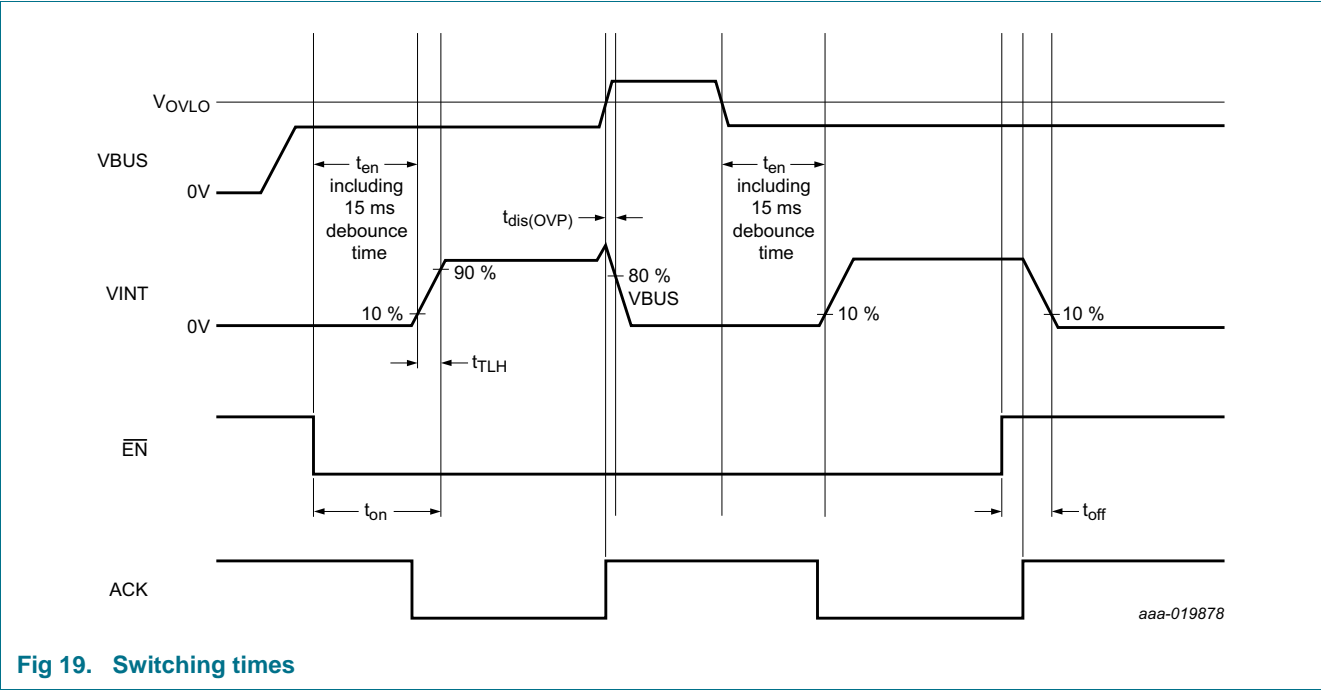 VOVLO
VBUS
0V
ten
including
15 ms
debounce
time
tdis(OVP)
ten
including
15 ms
debounce
time
VINT
0V
10 %
90 %
80 %
VBUS
10 %
10 %
tTLH
EN
ton
toff
ACK
aaa-019878
Fig 19. Switching times